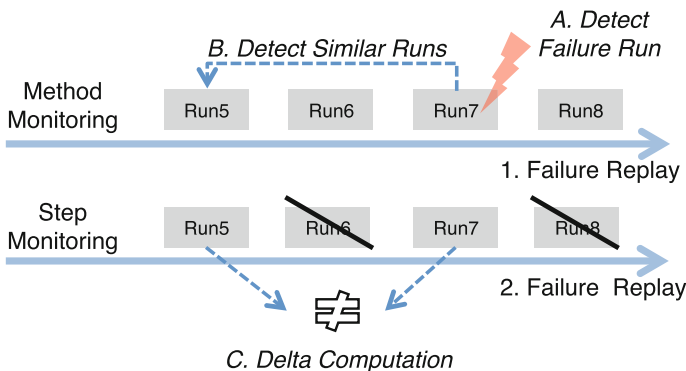 A. Detect
Failure Run
B. Detect Similar Runs
Method
Monitoring
Run5 Run6 Run7 Run8
1. Failure Replay
Step
Monitoring
Run5 Run6 Run7 Run8
2. Failure Replay
C. Delta Computation